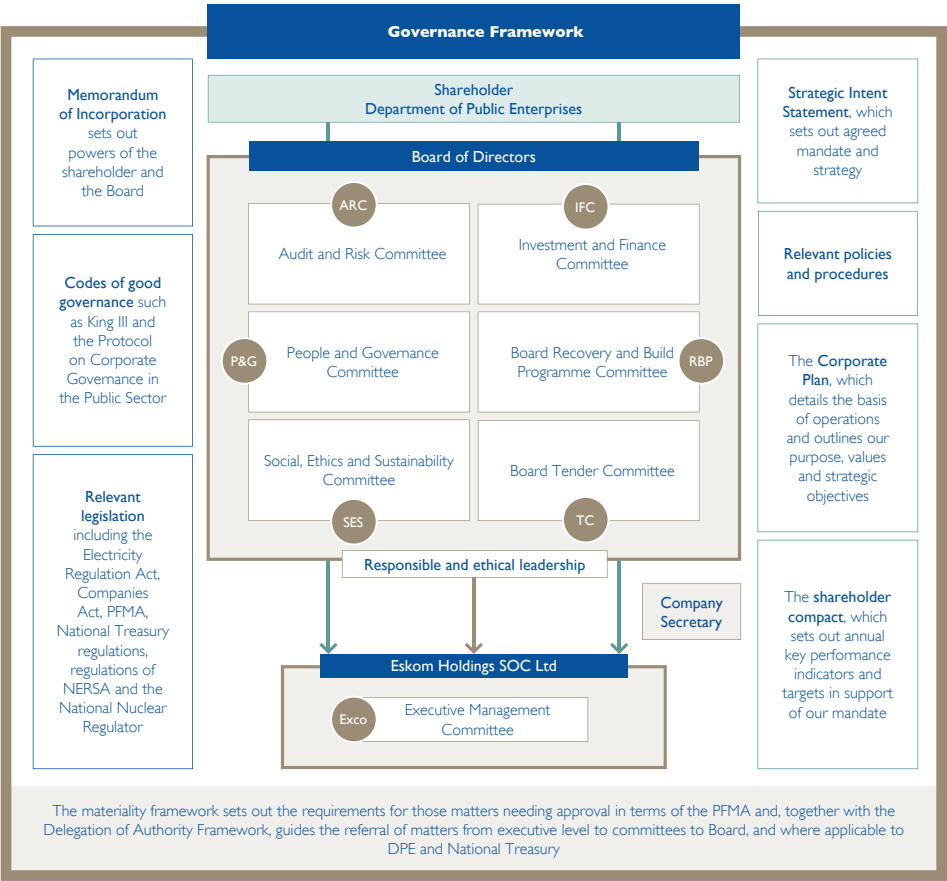 Governance Framework
Shareholder
Department of Public Enterprises
Memorandum
of Incorporation
sets out
powers of the
shareholder and
the Board
Codes of good
governance such
as King III and
the Protocol
on Corporate
Governance in
the Public Sector
Relevant
legislation
including the
Electricity
Regulation Act,
Companies
Act, PFMA,
National Treasury
regulations,
regulations of
NERSA and the
National Nuclear
Regulator
Board of Directors
ARC
Audit and Risk Committee
IFC
Investment and Finance
Committee
P&G
People and Governance
Committee
Board Recovery and Build
Programme Committee
RBP
Social, Ethics and Sustainability
Committee
SES
Board Tender Committee
TC
Responsible and ethical leadership
Company
Secretary
Eskom Holdings SOC Ltd
Exco
Executive Management
Committee
Strategic Intent
Statement, which
sets out agreed
mandate and
strategy
Relevant policies
and procedures
The Corporate
Plan, which
details the basis
of operations
and outlines our
purpose, values
and strategic
objectives
The shareholder
compact, which
sets out annual
key performance
indicators and
targets in support
of our mandate
The materiality framework sets out the requirements for those matters needing approval in terms of the PFMA and, together with the
Delegation of Authority Framework, guides the referral of matters from executive level to committees to Board, and where applicable to
DPE and National Treasury